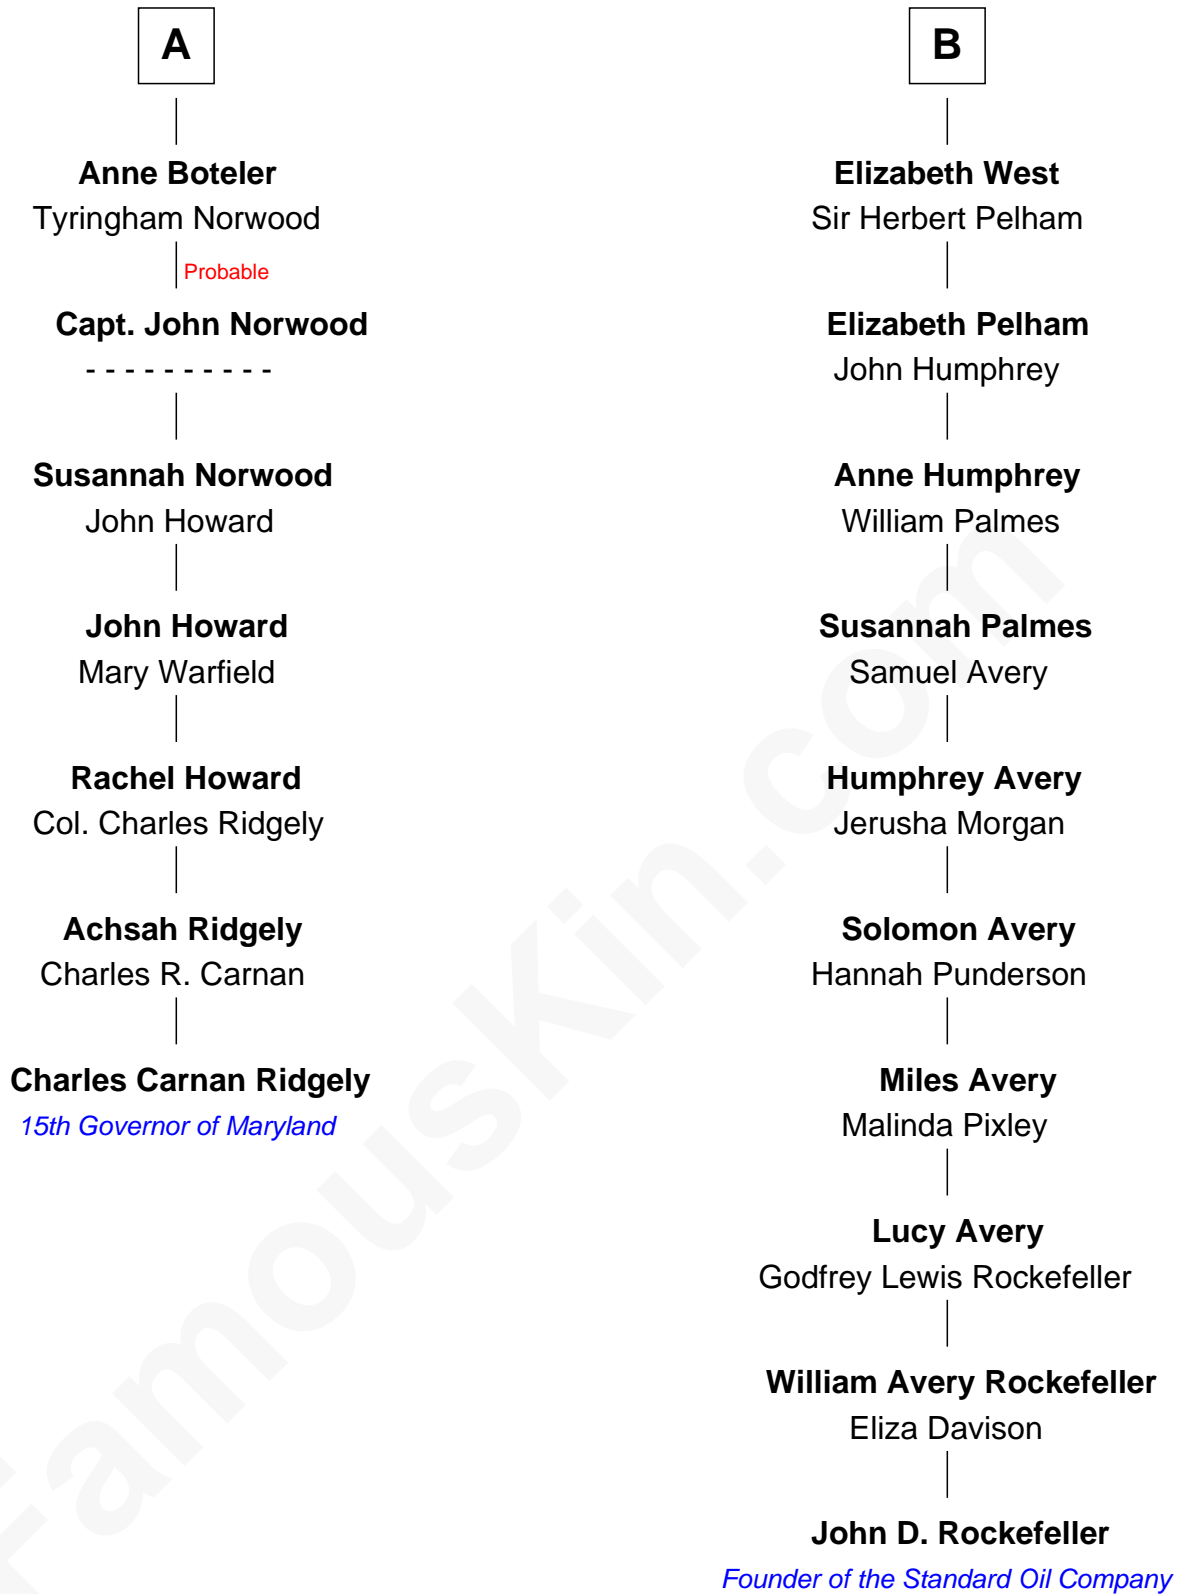 A
Anne Boteler
Tyringham Norwood
Probable
Capt. John Norwood
- - - - - - - - - -
Susannah Norwood
John Howard
John Howard
Mary Warfield
Rachel Howard
Col. Charles Ridgely
Achsah Ridgely
Charles R. Carnan
Charles Carnan Ridgely
15th Governor of Maryland
B
Elizabeth West
Sir Herbert Pelham
Elizabeth Pelham
John Humphrey
Anne Humphrey
William Palmes
Susannah Palmes
Samuel Avery
Humphrey Avery
Jerusha Morgan
Solomon Avery
Hannah Punderson
Miles Avery
Malinda Pixley
Lucy Avery
Godfrey Lewis Rockefeller
William Avery Rockefeller
Eliza Davison
John D. Rockefeller
Founder of the Standard Oil Company
FamousKin.com